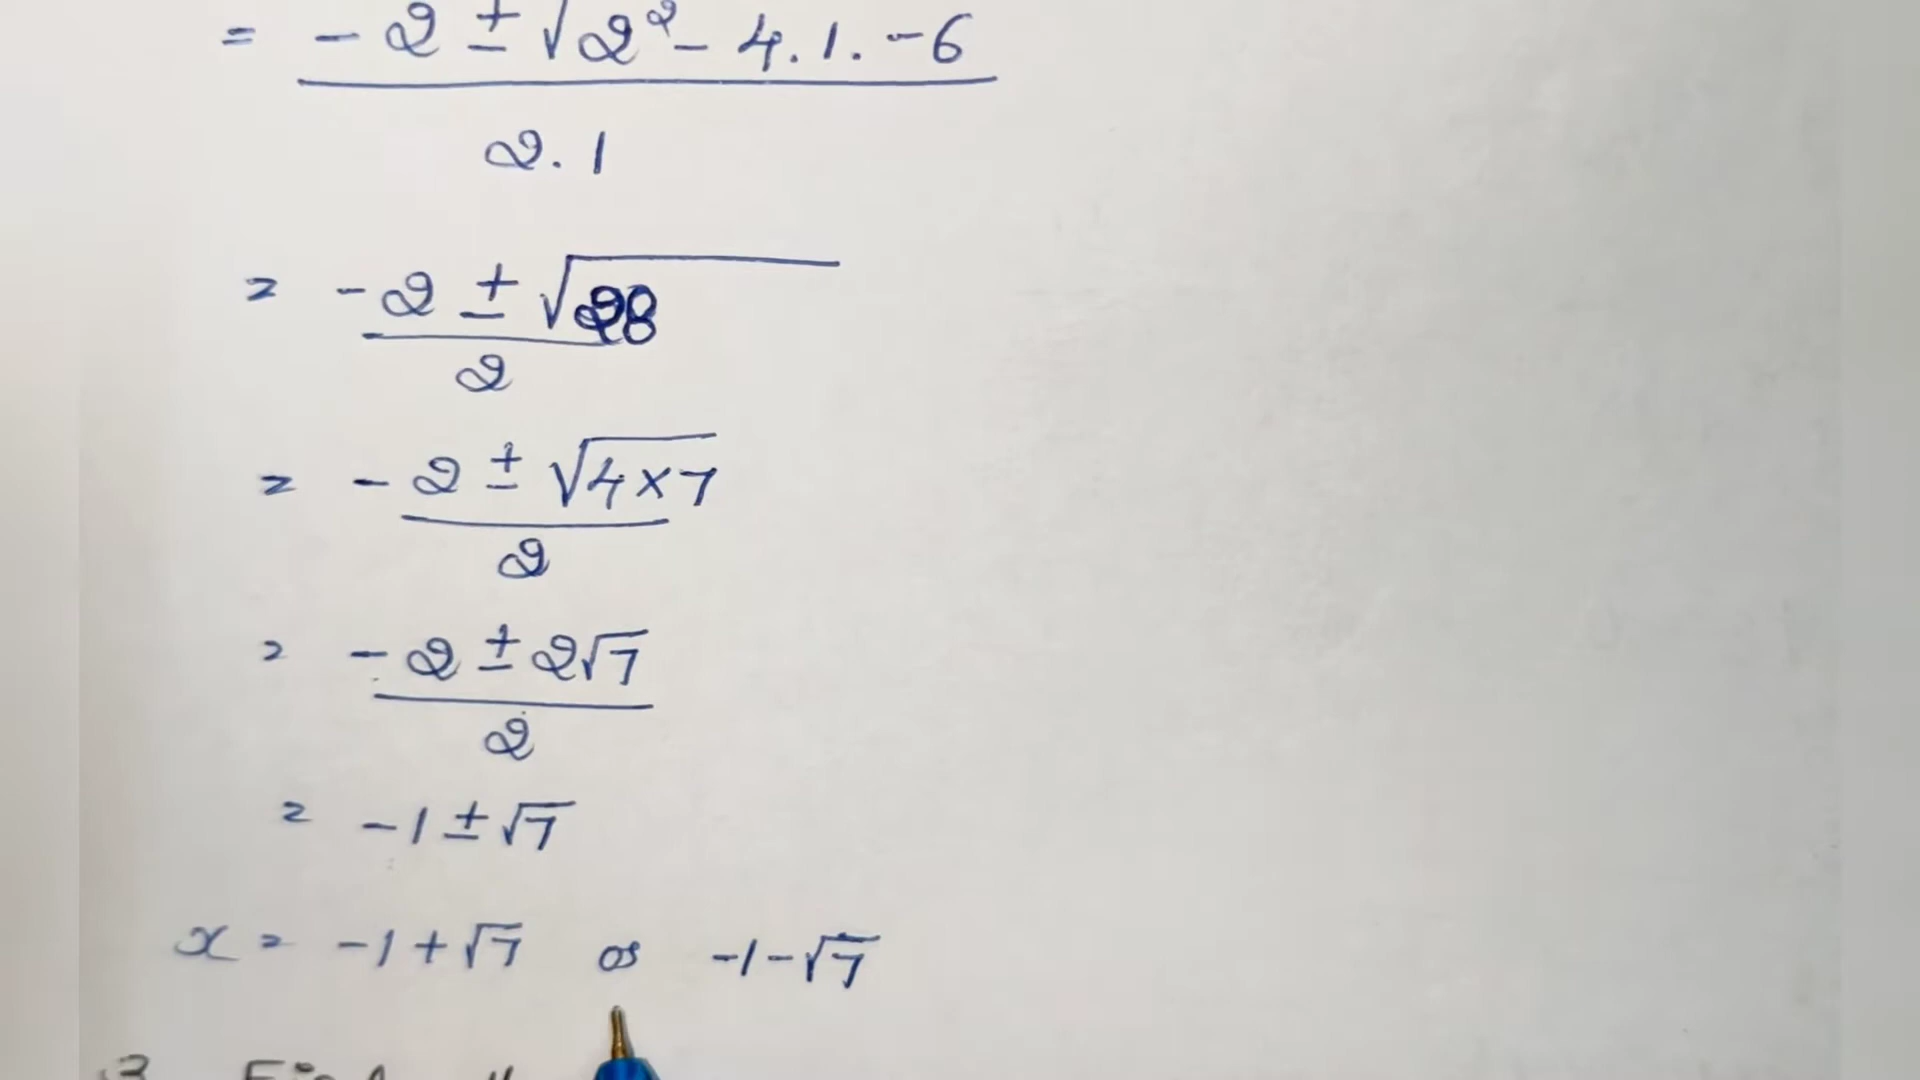 = -2 ± √2² - 4.1.-6
2.1
= -2 ± √28
2
= -2 ± √4×7
2
= -2 ± 2√7
2
= -1 ± √7
x = -1+√7 or -1-√7
3